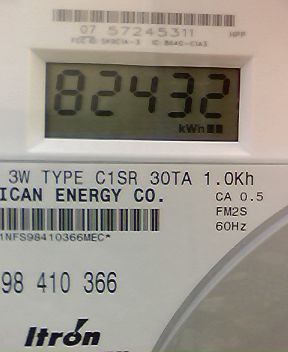 07 57245311
82432
kWh
3W TYPE C1SR 30TA 1.0Kh
ICAN ENERGY CO.
CA 0.5
FM2S
60Hz
1NFS98410366MEC*
98 410 366
Itrón